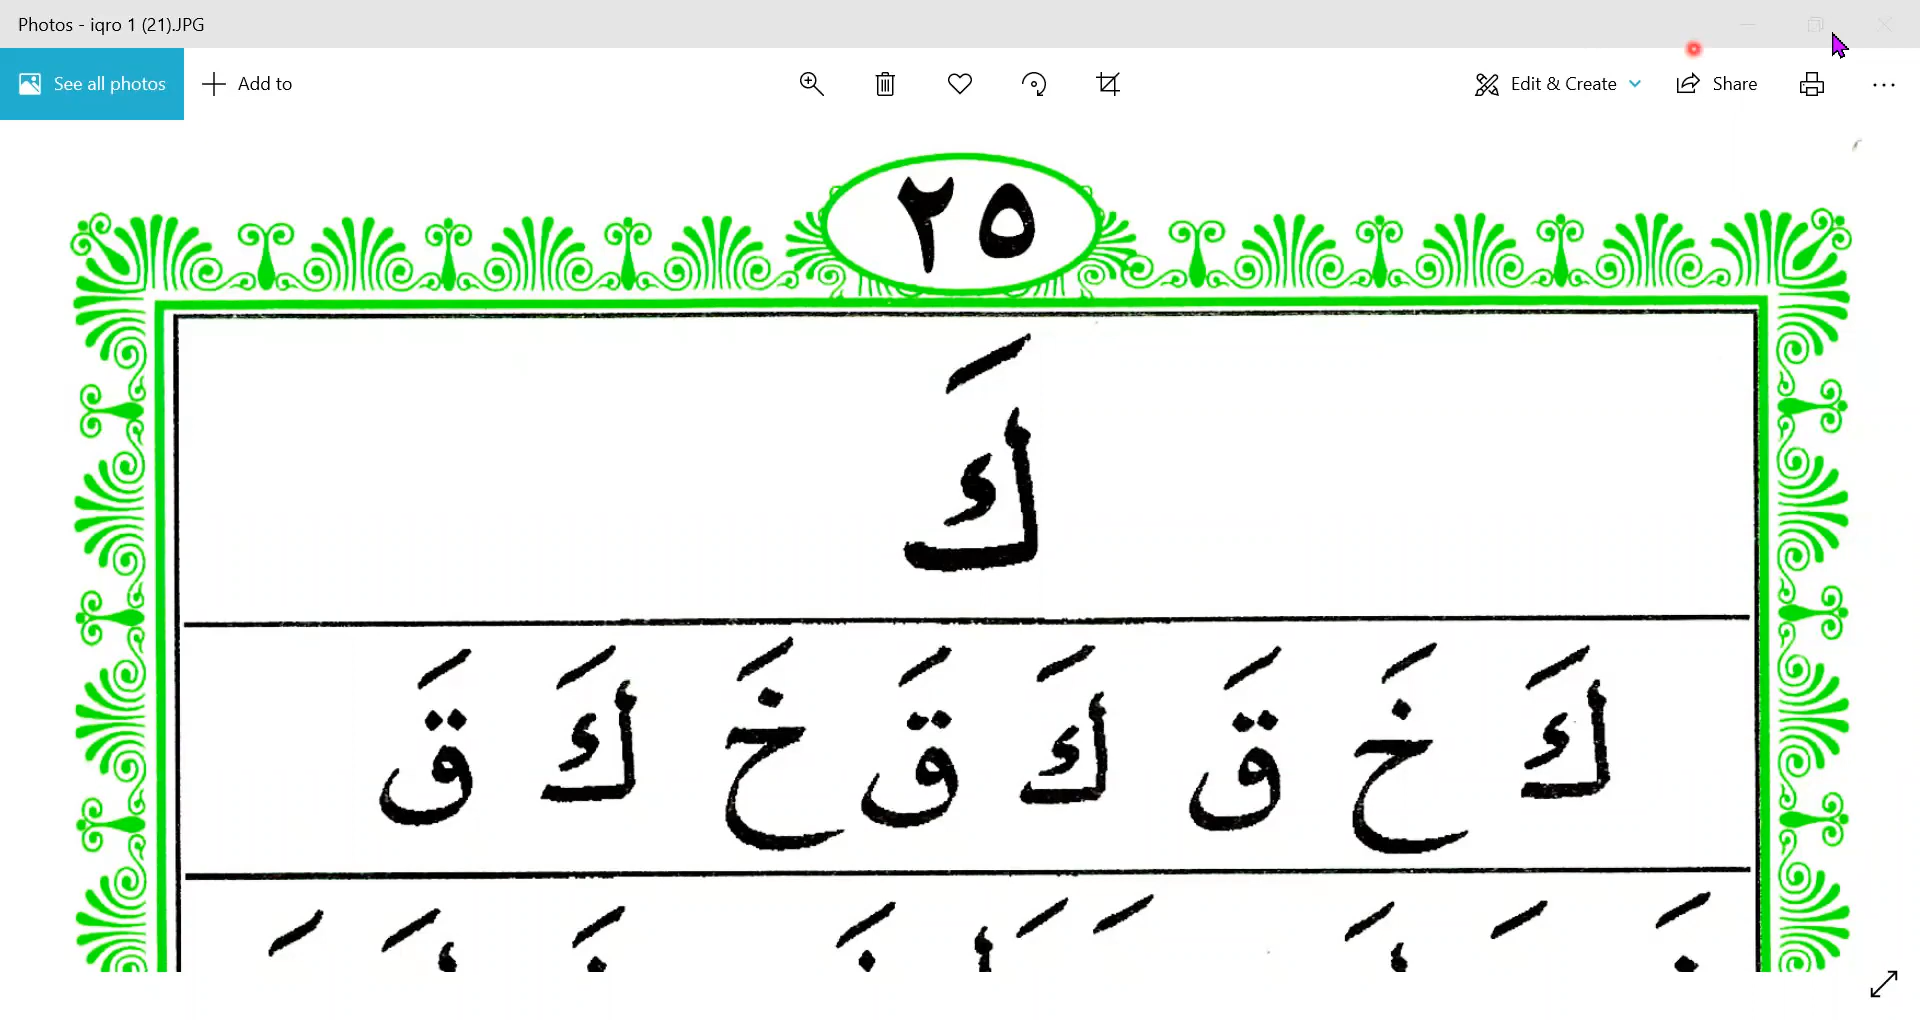 Photos - iqro 1 (21).JPG
See all photos
Add to
Edit & Create
Share
٢٥
كَ
كَ خَ قَ كَ قَ خَ كَ قَ